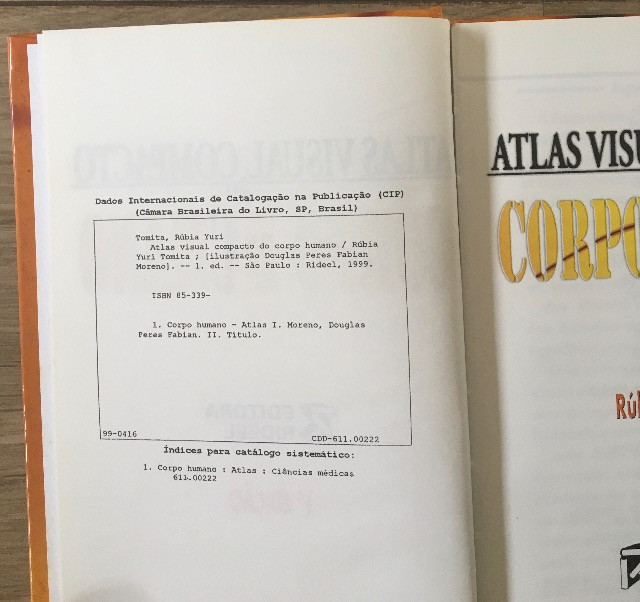 Dados Internacionais de Catalogação na Publicação (CIP)
(Câmara Brasileira do Livro, SP, Brasil)
Tomita, Rúbia Yuri
Atlas visual compacto do corpo humano / Rúbia
Yuri Tomita ; [ilustração Douglas Peres Fabian
Moreno]. -- 1. ed. -- São Paulo : Rideel, 1999.
ISBN 85-339-
1. Corpo humano - Atlas I. Moreno, Douglas
Peres Fabian. II. Título.
99-0416 CDD-611.00222
Índices para catálogo sistemático:
1. Corpo humano : Atlas : Ciências médicas
611.00222
ATLAS VISU
CORPO
Rú